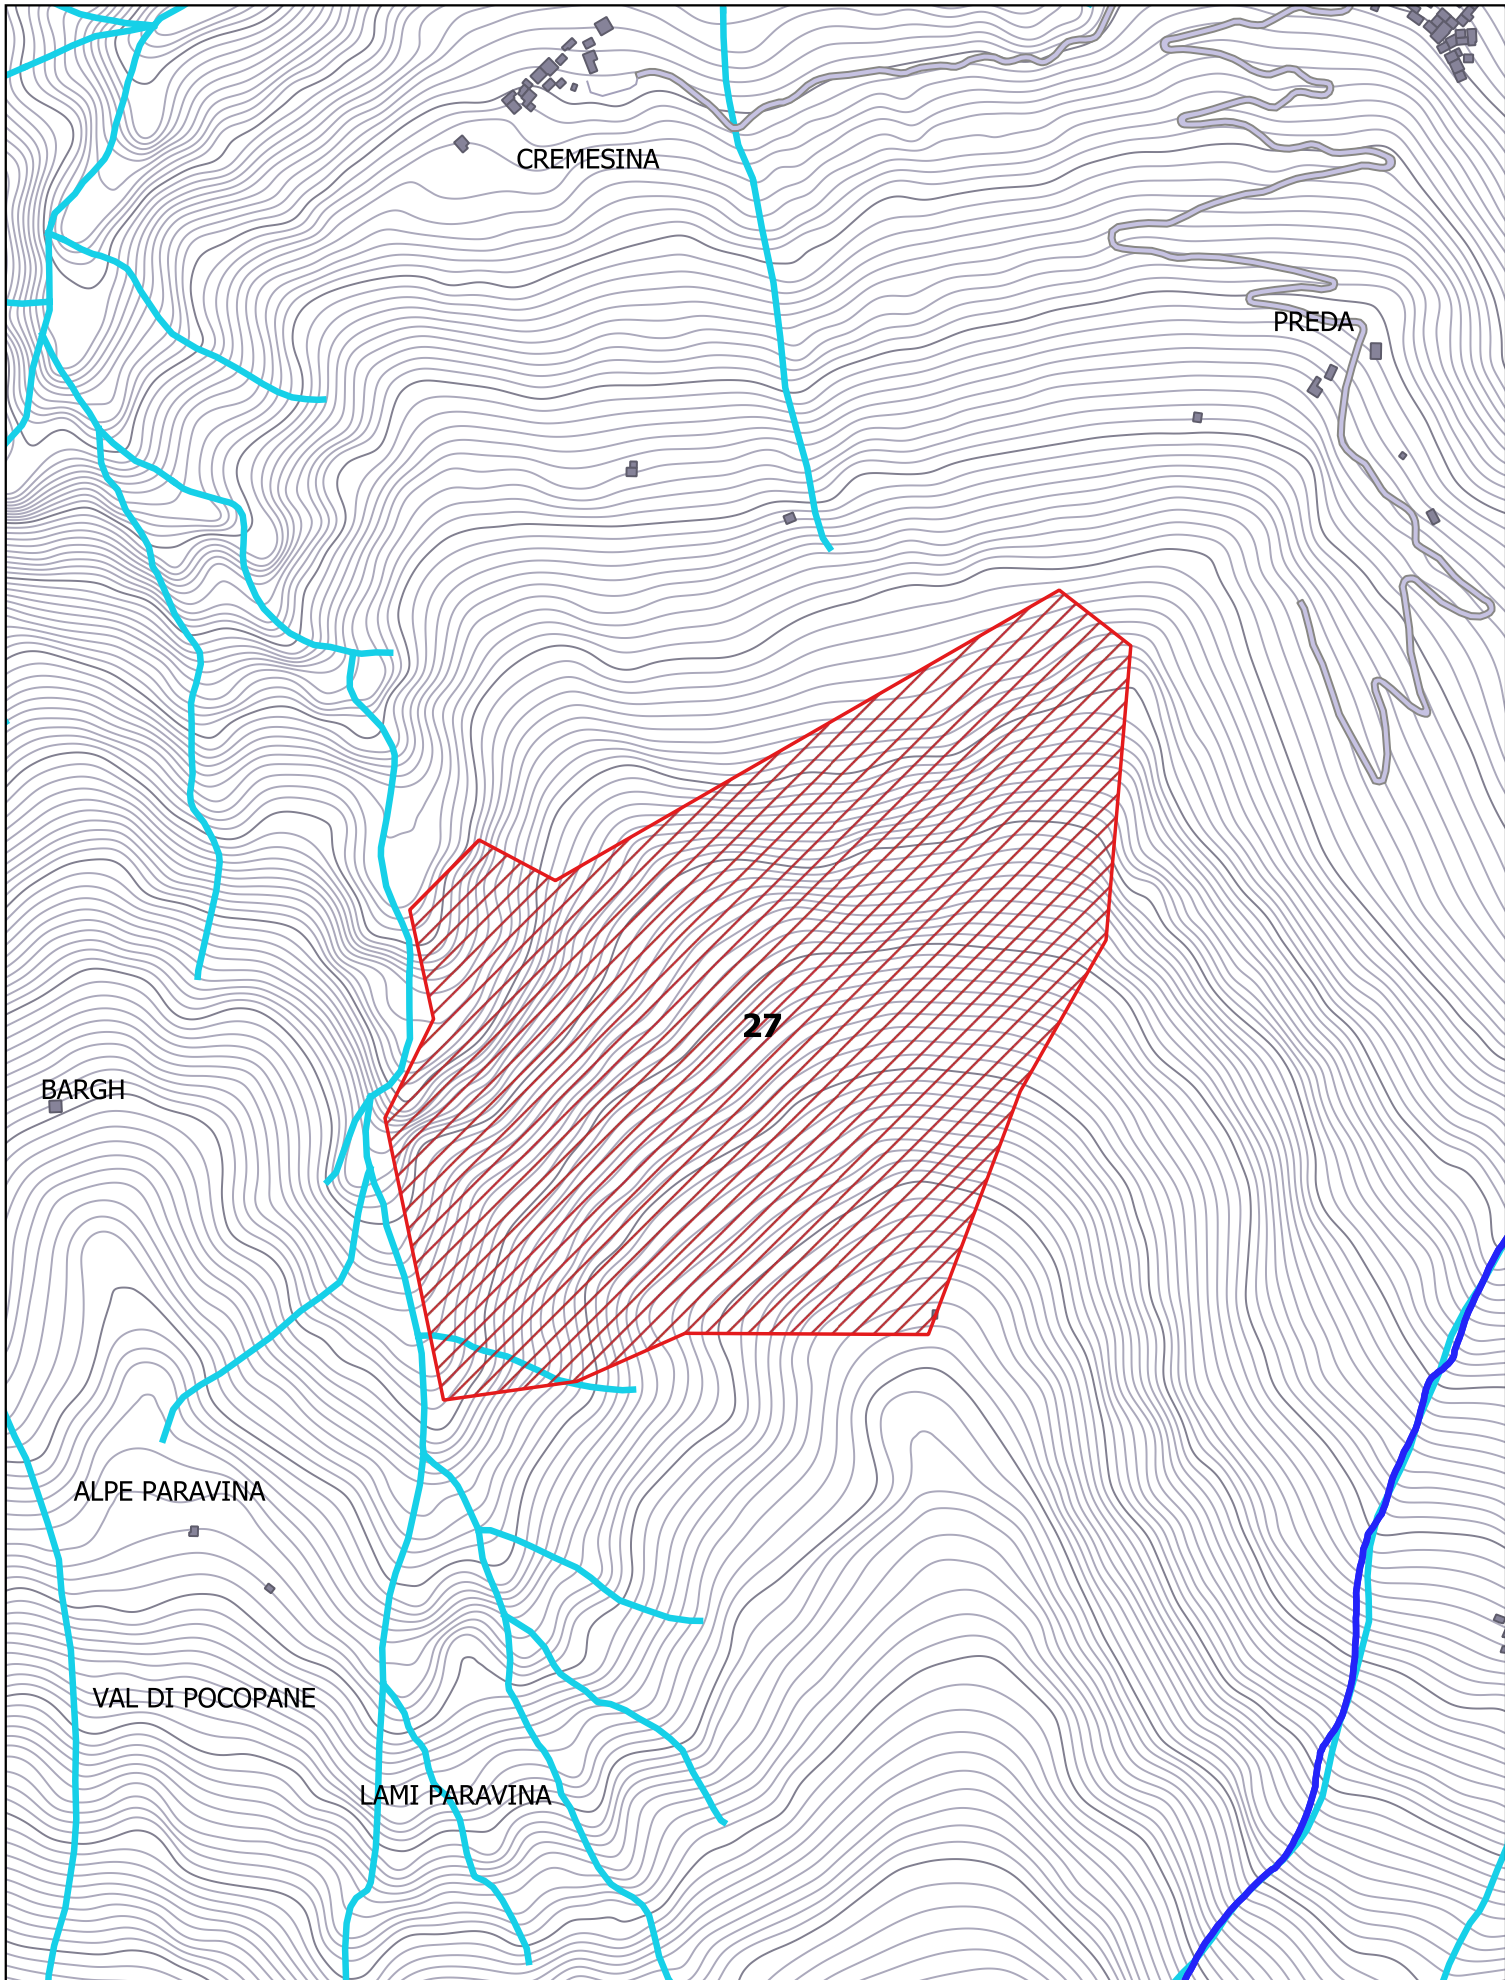 CREMESINA
PREDA
27
BARGH
ALPE PARAVINA
VAL DI POCOPANE
LAMI PARAVINA